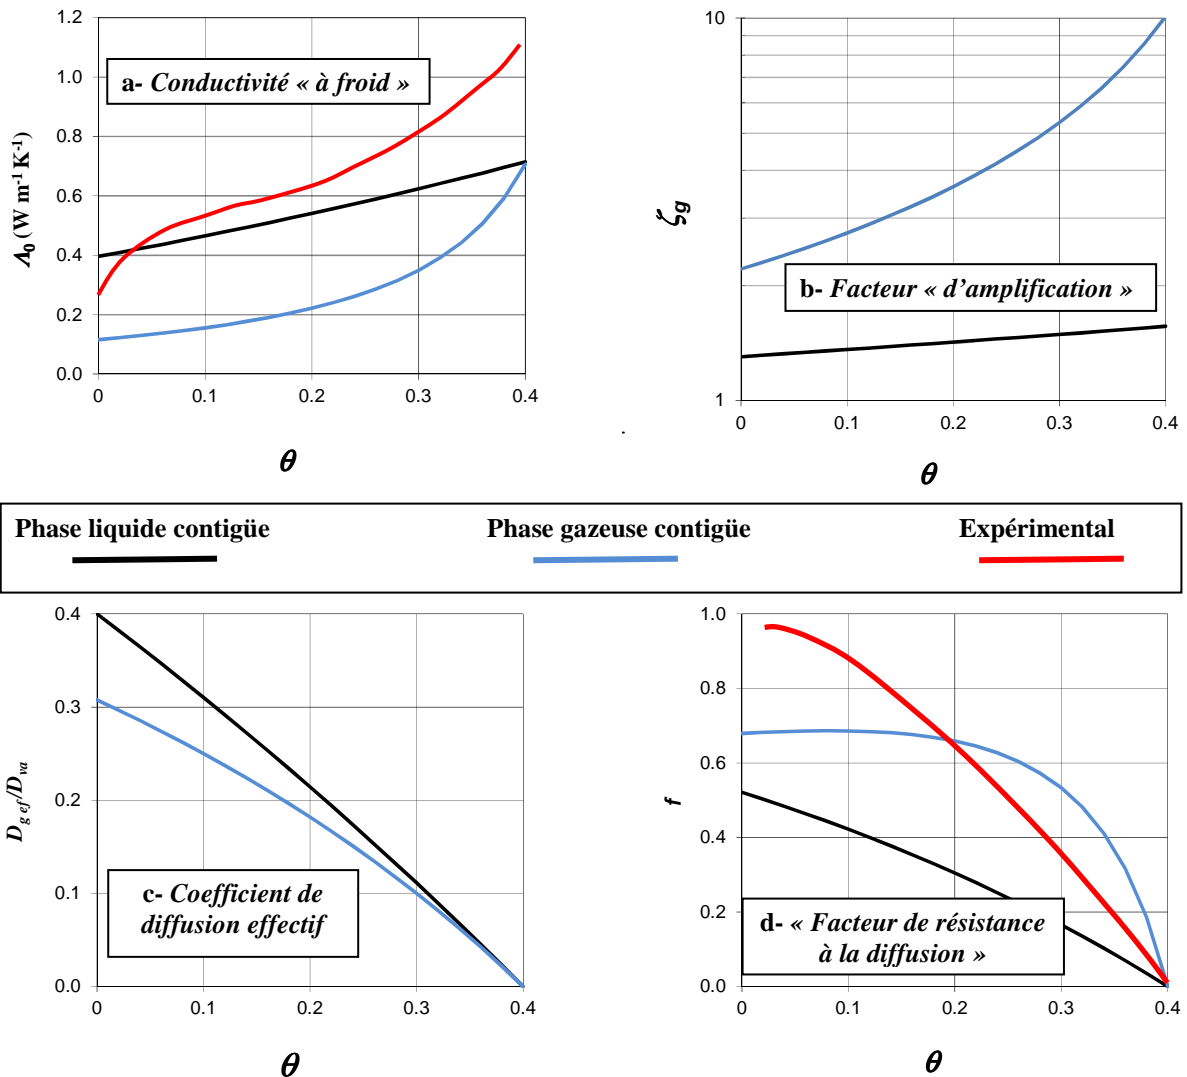 1.2
1.0
0.8
0.6
0.4
0.2
0.0
a- Conductivité « à froid »
Λ0 (W m-1 K-1)
0 0.1 0.2 0.3 0.4
θ
10
1
ζg
b- Facteur « d’amplification »
0 0.1 0.2 0.3 0.4
θ
.
Phase liquide contigüe Phase gazeuse contigüe Expérimental
0.4
0.3
0.2
0.1
0.0
Dg ef/Dva
c- Coefficient de
diffusion effectif
0 0.1 0.2 0.3 0.4
θ
1.0
0.8
0.6
0.4
0.2
0.0
f
d- « Facteur de résistance
à la diffusion »
0 0.1 0.2 0.3 0.4
θ